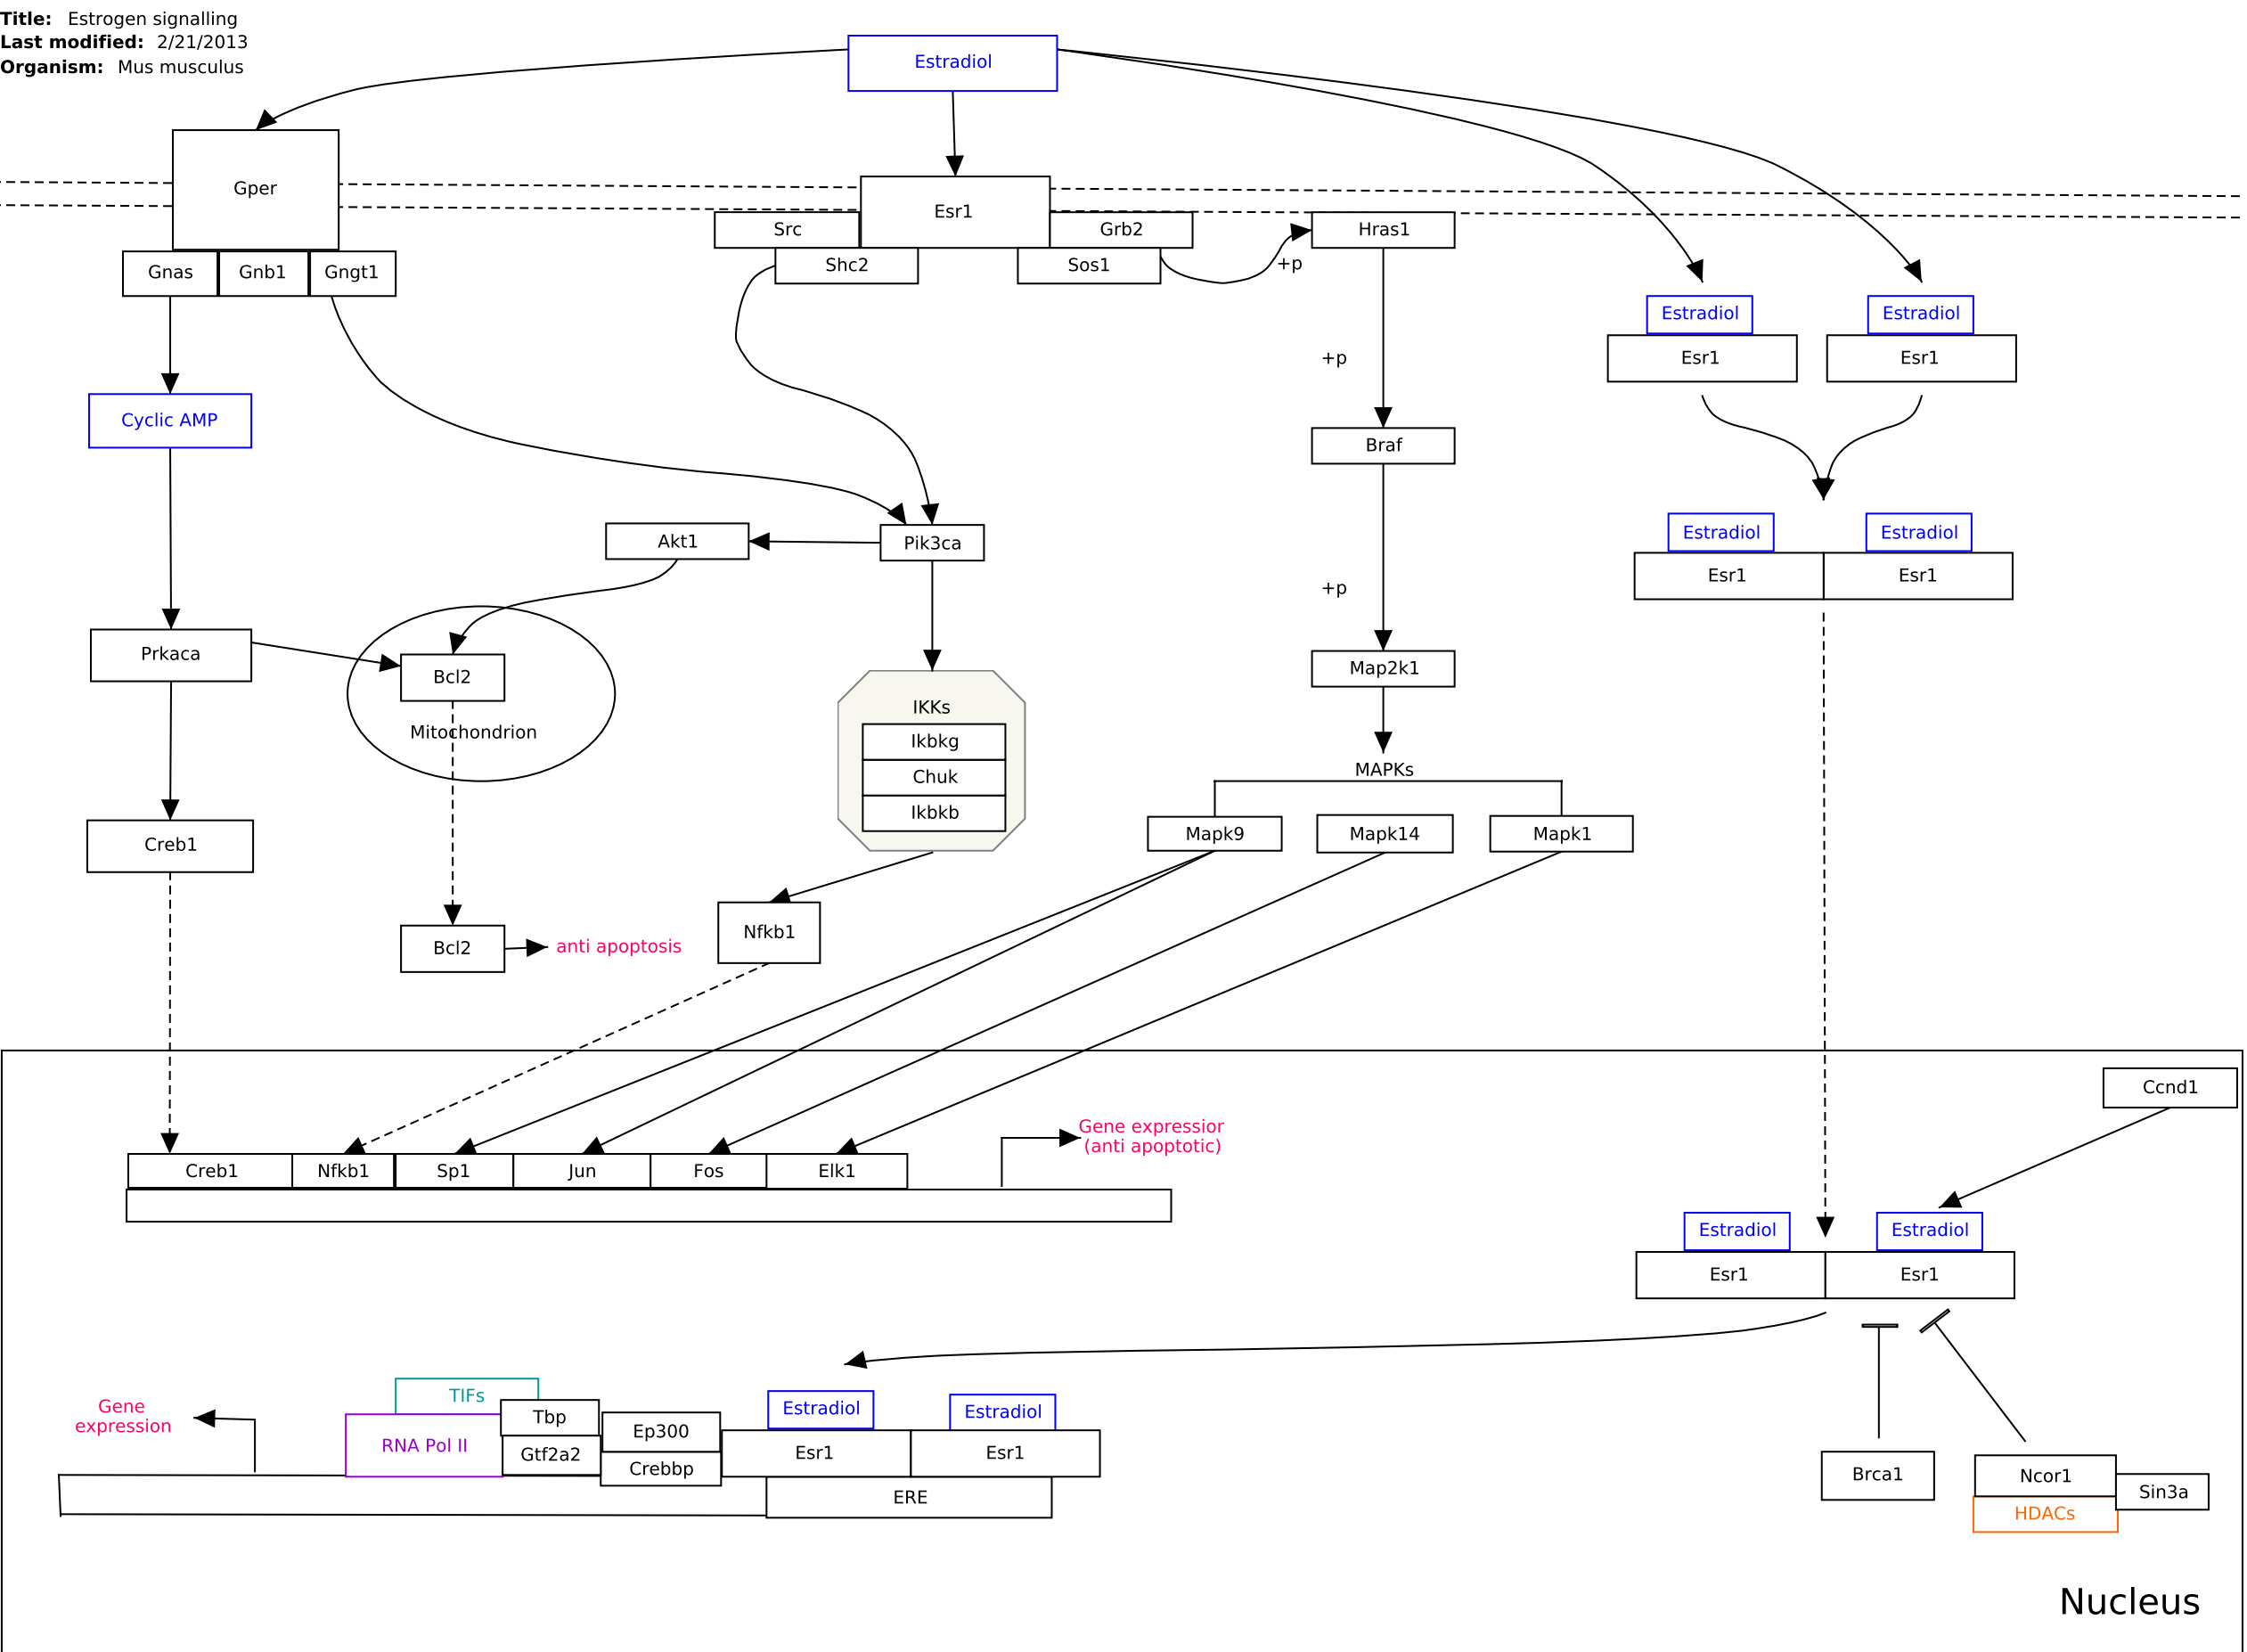 Title: Estrogen signalling
Last modified: 2/21/2013
Organism: Mus musculus
Estradiol
Gper
Esr1
Src
Grb2
Hras1
Shc2
Sos1
+p
Gnas
Gnb1
Gngt1
Estradiol
Estradiol
Esr1
Esr1
+p
Cyclic AMP
Braf
Akt1
Pik3ca
Estradiol
Estradiol
Esr1
Esr1
+p
Prkaca
Bcl2
Mitochondrion
Map2k1
IKKs
Ikbkg
Chuk
Ikbkb
MAPKs
Mapk9
Mapk14
Mapk1
Creb1
Nfkb1
Bcl2
anti apoptosis
Ccnd1
Gene expressior
(anti apoptotic)
Creb1
Nfkb1
Sp1
Jun
Fos
Elk1
Estradiol
Estradiol
Esr1
Esr1
Gene
expression
TIFs
RNA Pol II
Tbp
Gtf2a2
Ep300
Crebbp
Estradiol
Estradiol
Esr1
Esr1
ERE
Brca1
Ncor1
Sin3a
HDACs
Nucleus